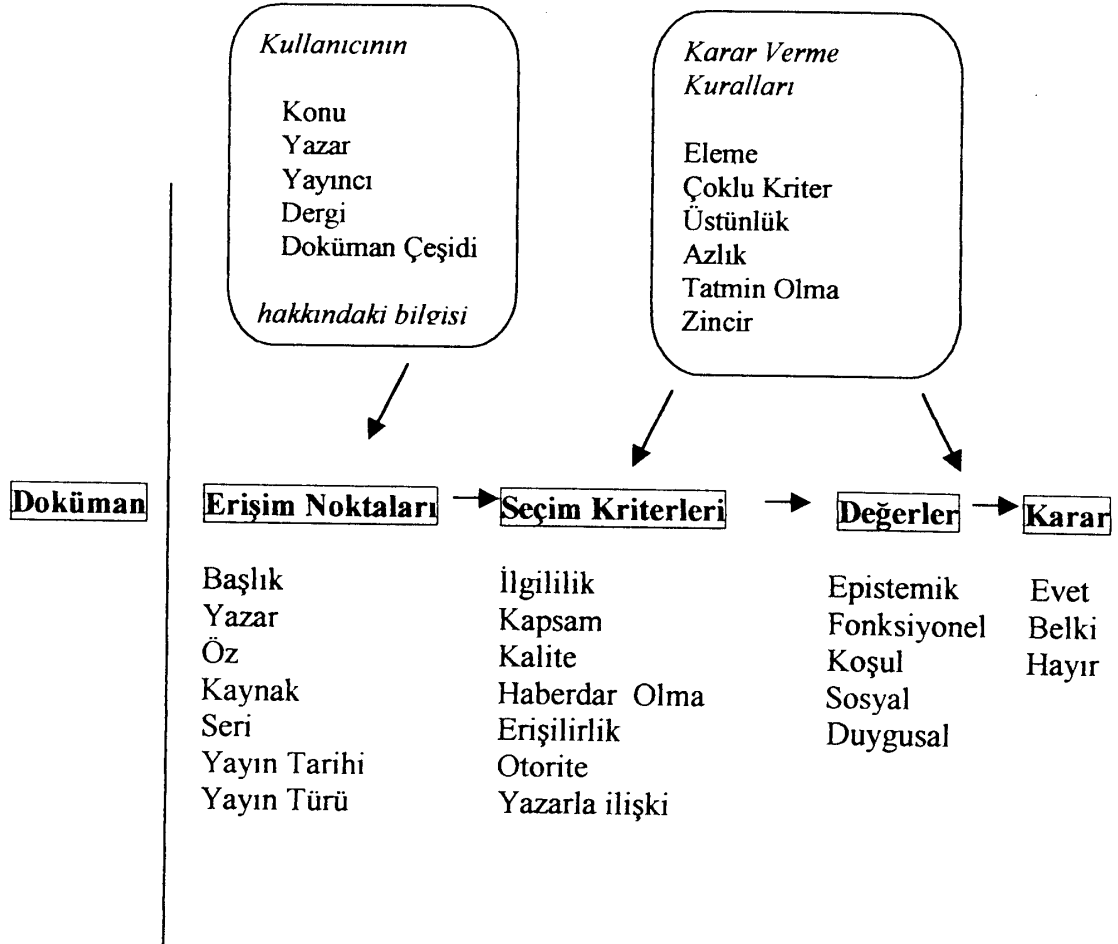 Kullanıcının
Konu
Yazar
Yayıncı
Dergi
Doküman Çeşidi
hakkındaki bilgisi
Karar Verme
Kuralları
Eleme
Çoklu Kriter
Üstünlük
Azlık
Tatmin Olma
Zincir
Doküman
Erişim Noktaları
Başlık
Yazar
Öz
Kaynak
Seri
Yayın Tarihi
Yayın Türü
Seçim Kriterleri
İlgililik
Kapsam
Kalite
Haberdar Olma
Erişilirlik
Otorite
Yazarla ilişki
Değerler
Epistemik
Fonksiyonel
Koşul
Sosyal
Duygusal
Karar
Evet
Belki
Hayır